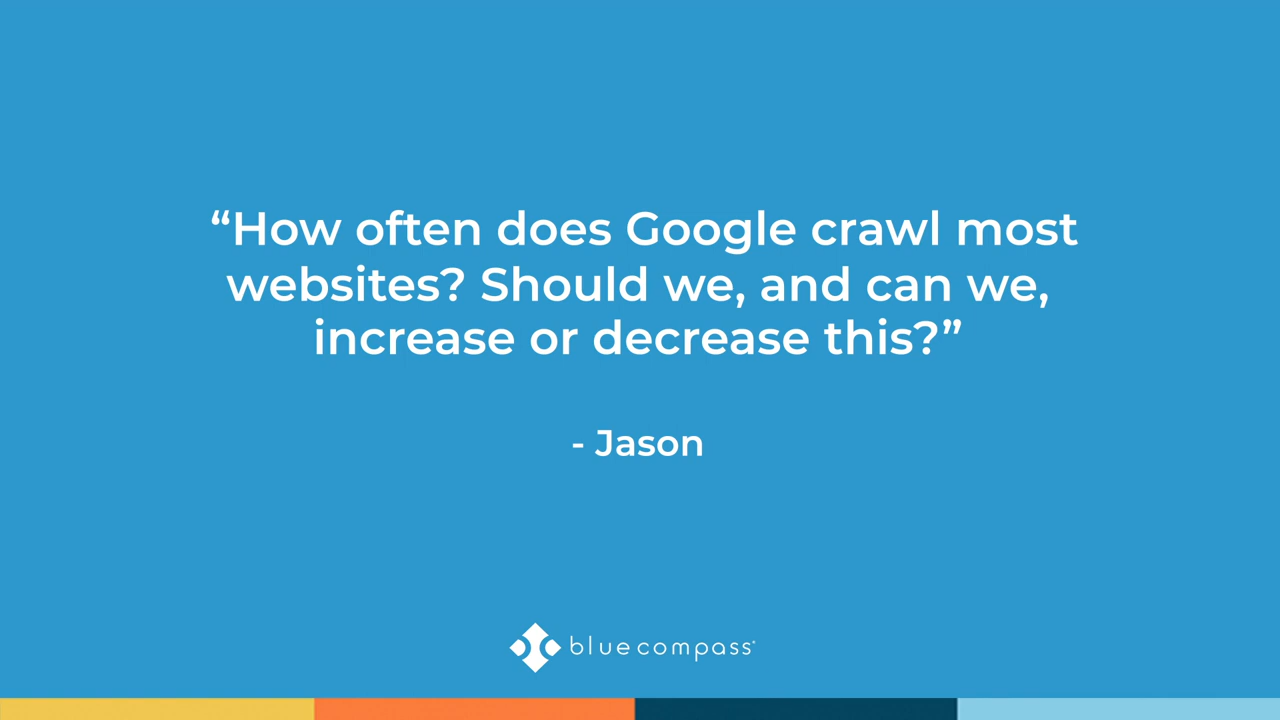 “How often does Google crawl most
websites? Should we, and can we,
increase or decrease this?”
- Jason
blue compass